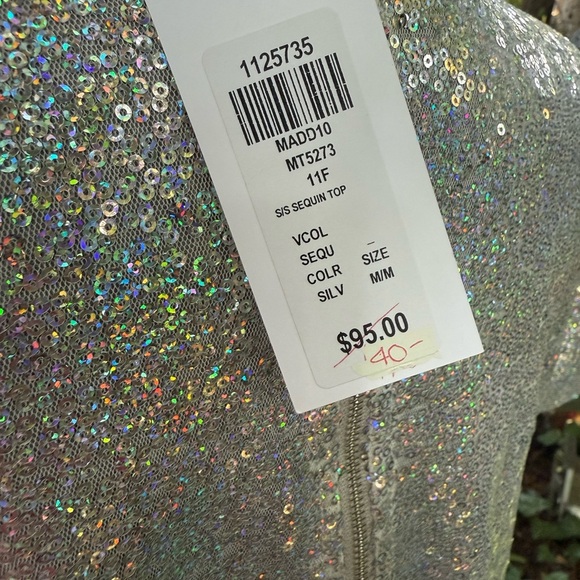 1125735
MADD10
MT5273
11F
S/S SEQUIN TOP
VCOL
SEQU
COLR
SILV
–
SIZE
M/M
$95.00
40-